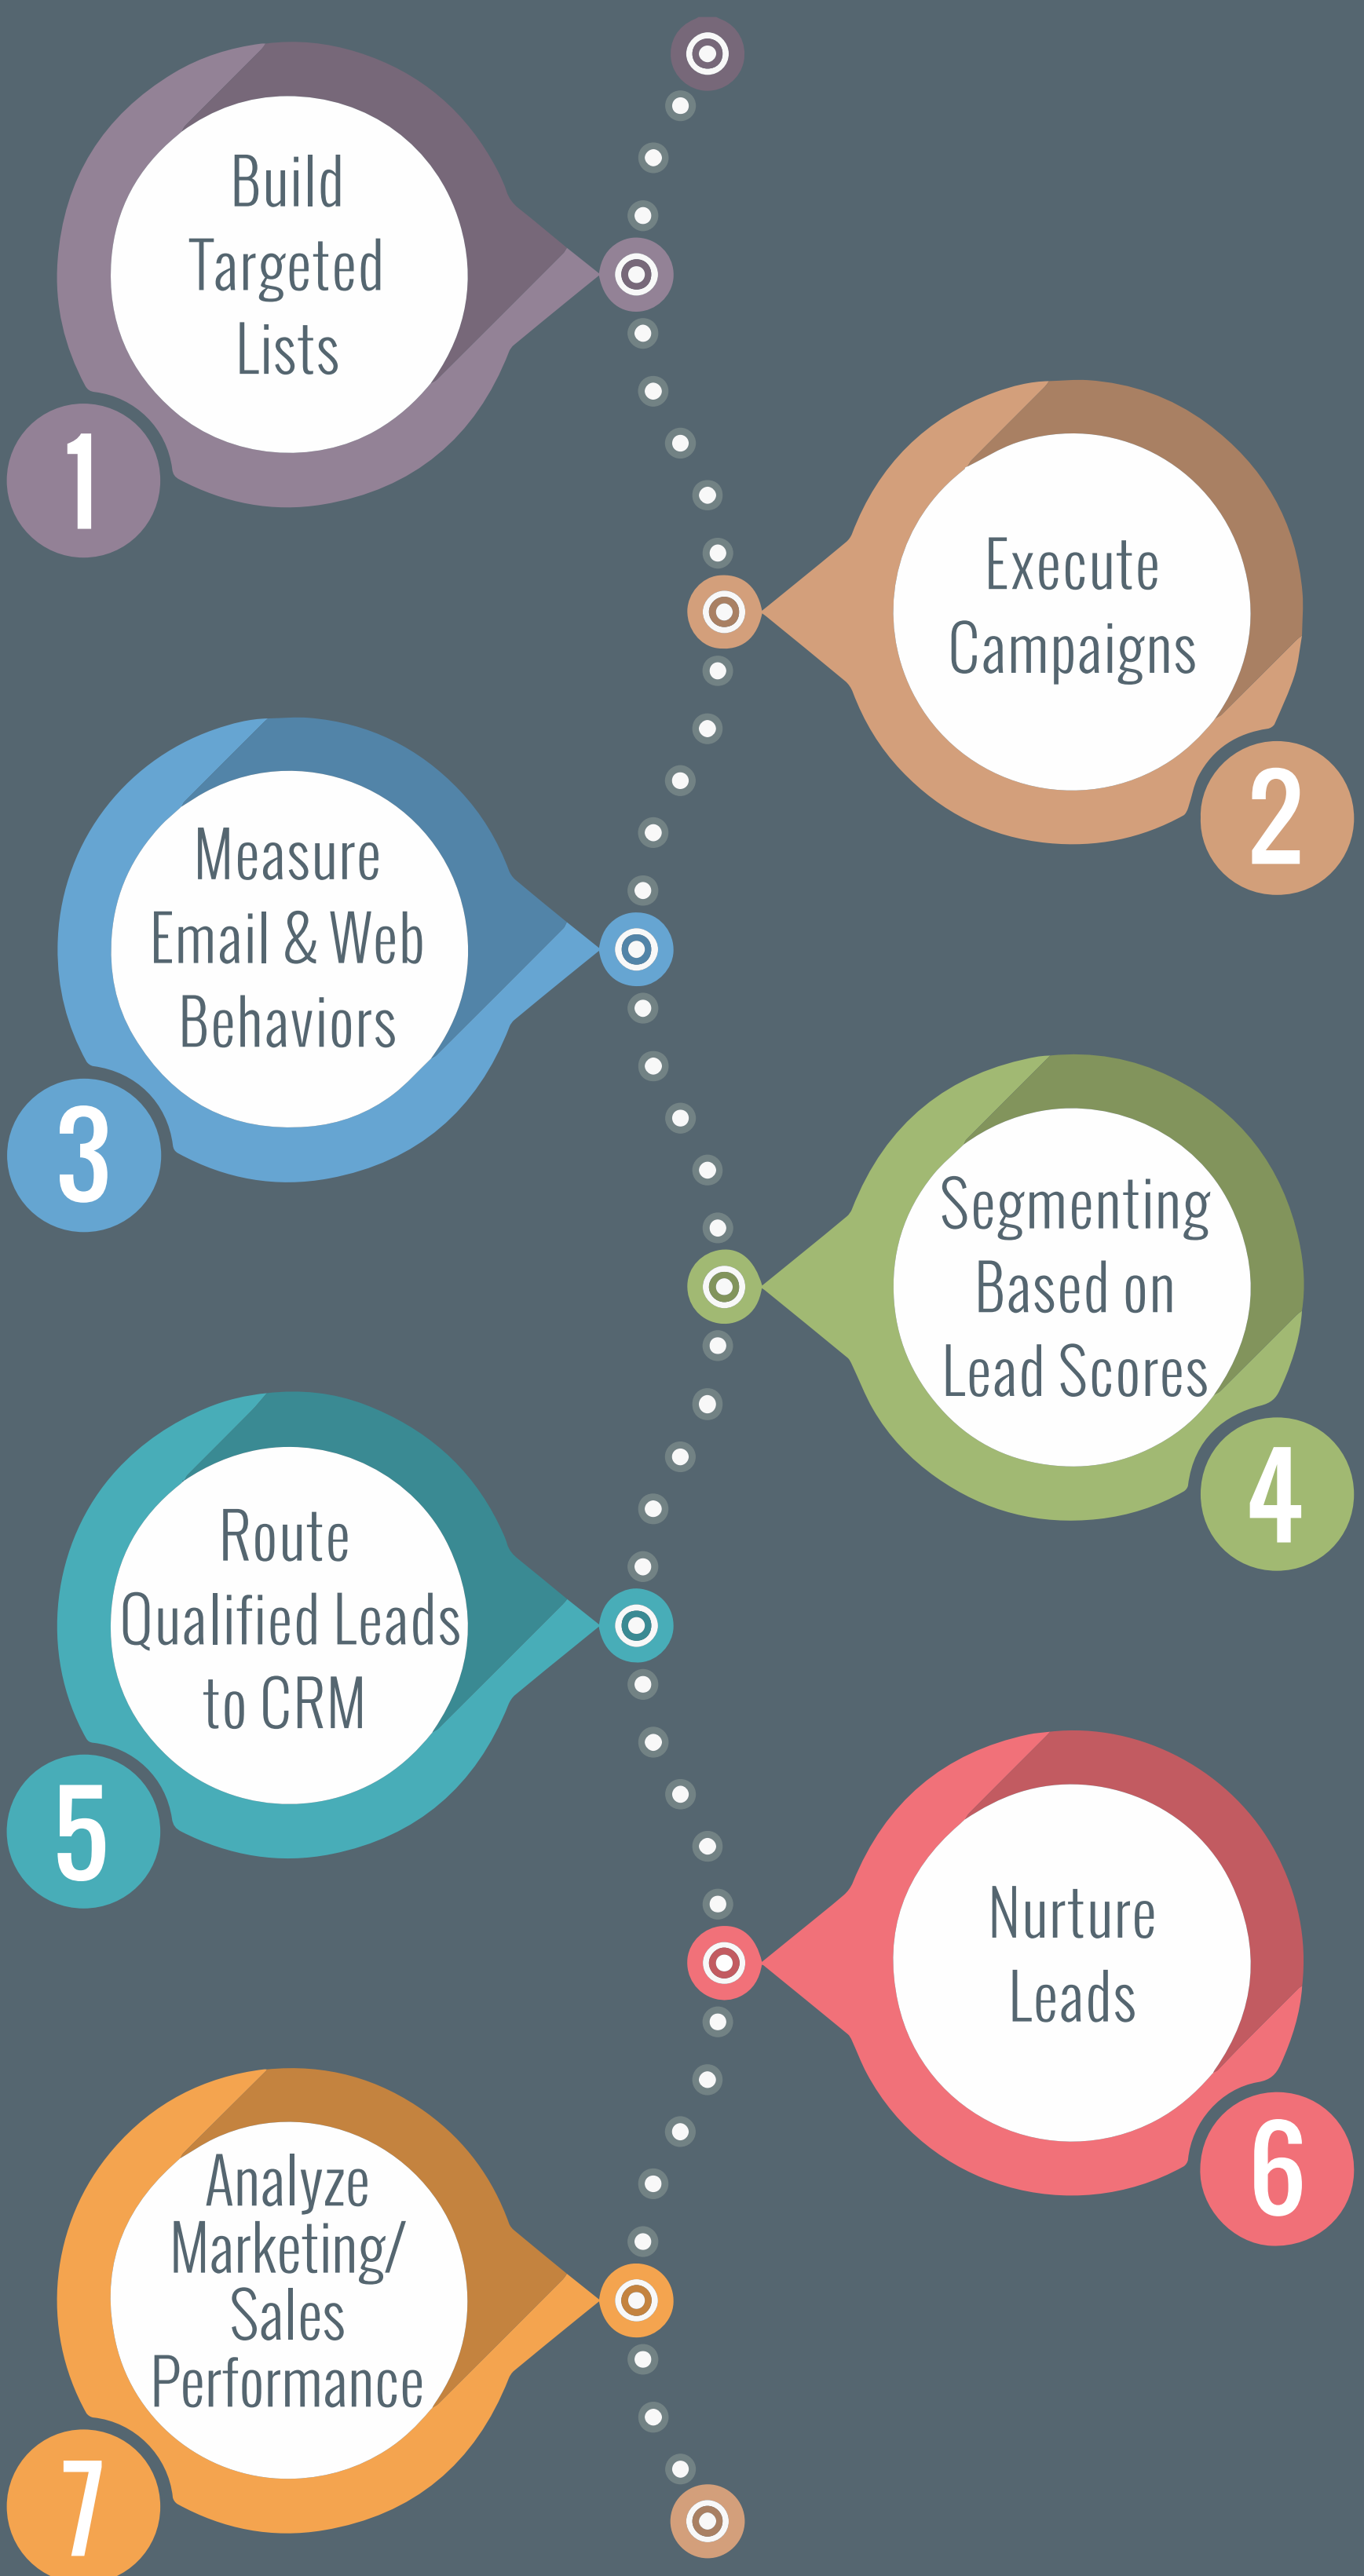 Build
Targeted
Lists
1
Execute
Campaigns
2
Measure
Email & Web
Behaviors
3
Segmenting
Based on
Lead Scores
4
Route
Qualified Leads
to CRM
5
Nurture
Leads
6
Analyze
Marketing/
Sales
Performance
7